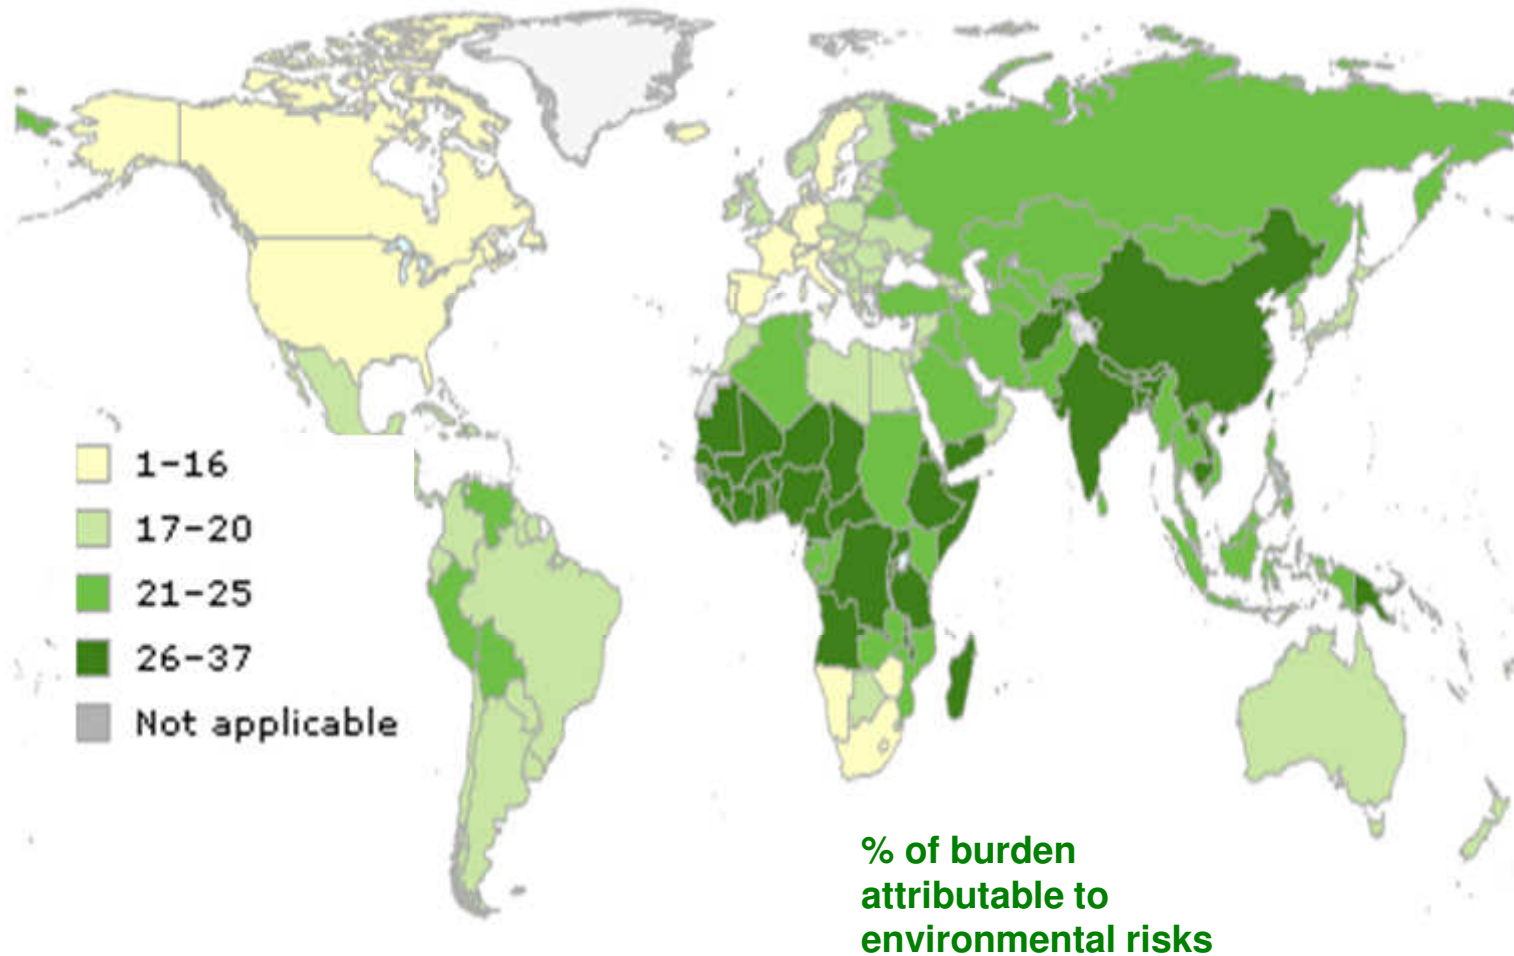 1-16
17-20
21-25
26-37
Not applicable
% of burden
attributable to
environmental risks